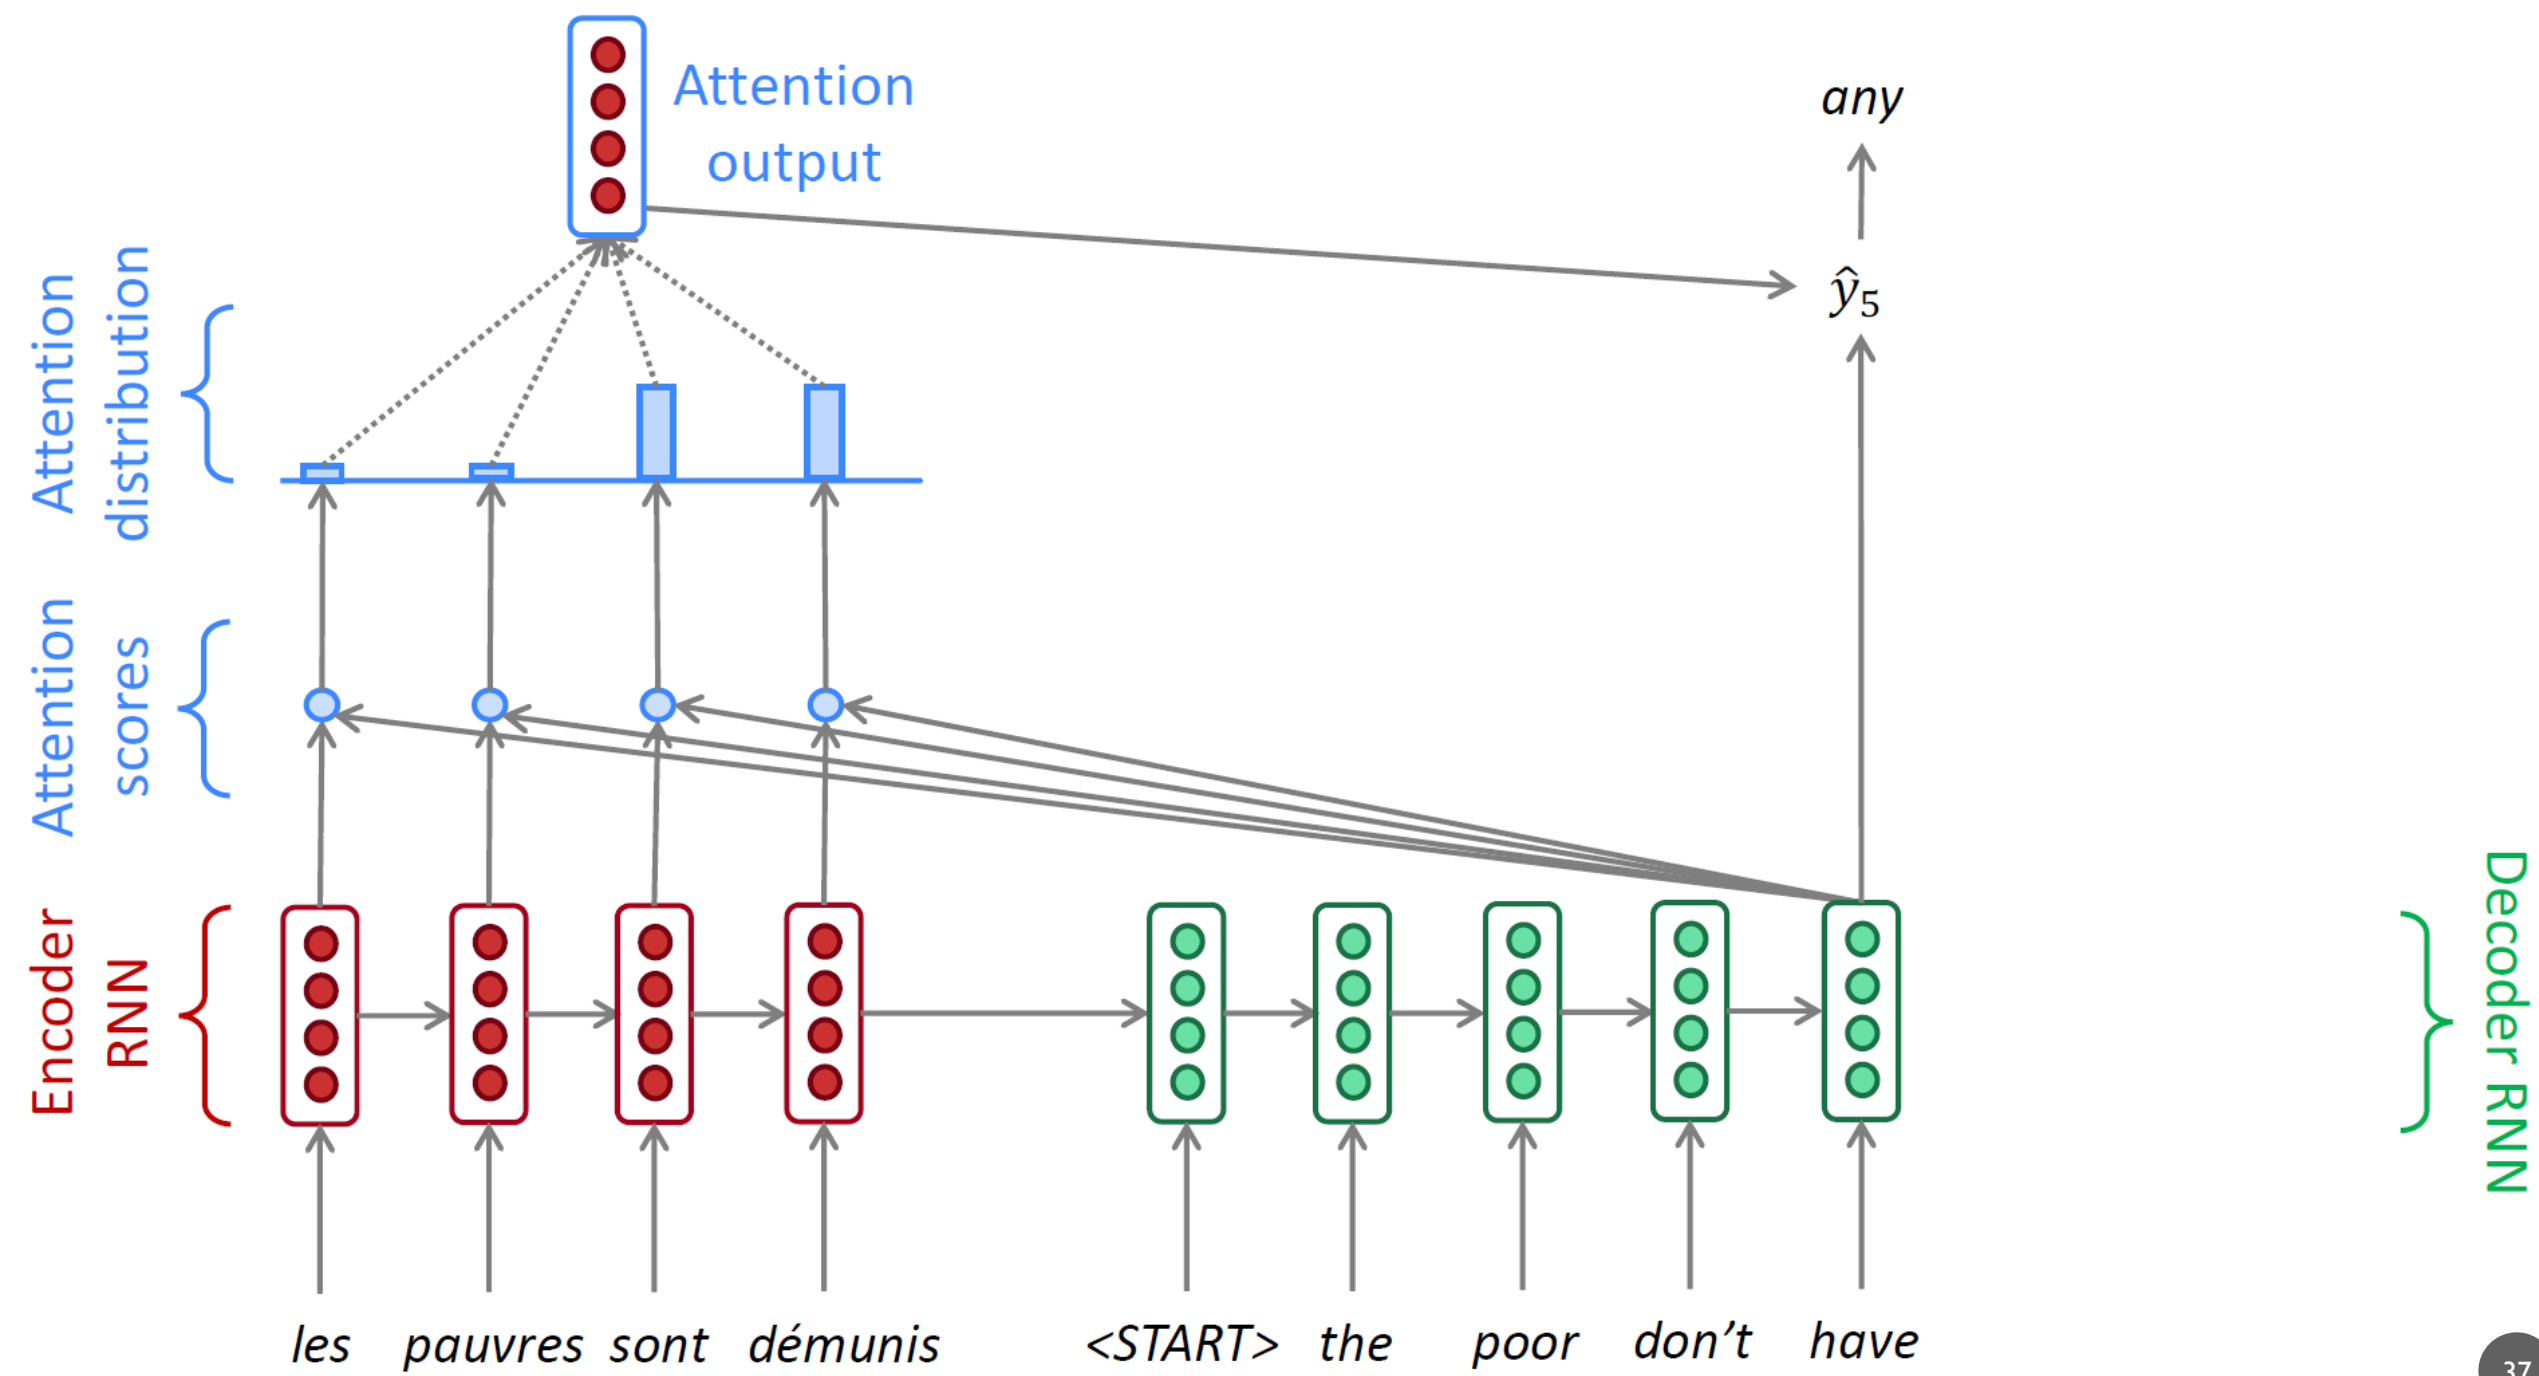 Attention
output
any
ŷ₅
Attention
distribution
Attention
scores
Encoder
RNN
Decoder RNN
les pauvres sont démunis <START> the poor don't have
37